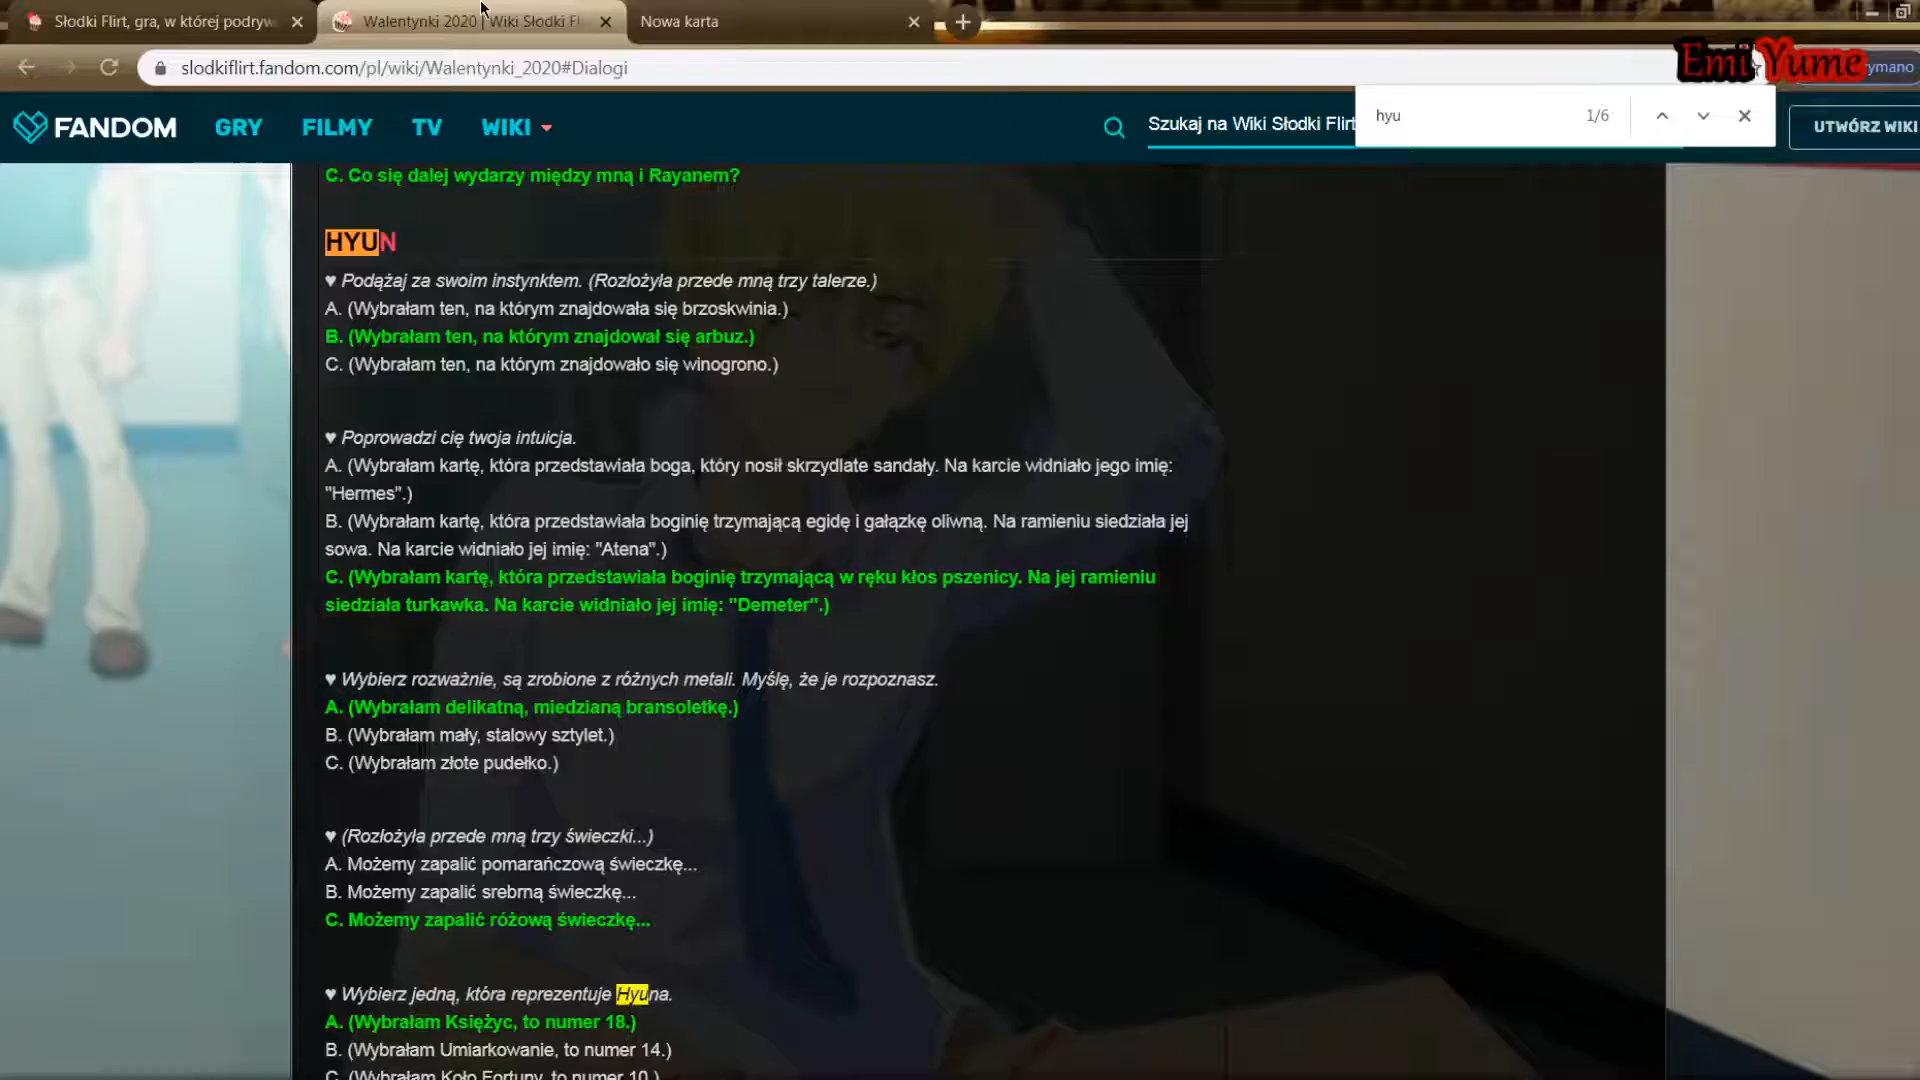 Słodki Flirt, gra, w której podryw
Walentynki 2020 | Wiki Słodki Fl
Nowa karta
slodkiflirt.fandom.com/pl/wiki/Walentynki_2020#Dialogi
Emi Yume
ymano
FANDOM
GRY
FILMY
TV
WIKI
Szukaj na Wiki Słodki Flirt
hyu
1/6
UTWÓRZ WIKI
C. Co się dalej wydarzy między mną i Rayanem?
HYUN
♥ Podążaj za swoim instynktem. (Rozłożyła przede mną trzy talerze.)
A. (Wybrałam ten, na którym znajdowała się brzoskwinia.)
B. (Wybrałam ten, na którym znajdował się arbuz.)
C. (Wybrałam ten, na którym znajdowało się winogrono.)
♥ Poprowadzi cię twoja intuicja.
A. (Wybrałam kartę, która przedstawiała boga, który nosił skrzydlate sandały. Na karcie widniało jego imię:
"Hermes".)
B. (Wybrałam kartę, która przedstawiała boginię trzymającą egidę i gałązkę oliwną. Na ramieniu siedziała jej
sowa. Na karcie widniało jej imię: "Atena".)
C. (Wybrałam kartę, która przedstawiała boginię trzymającą w ręku kłos pszenicy. Na jej ramieniu
siedziała turkawka. Na karcie widniało jej imię: "Demeter".)
♥ Wybierz rozważnie, są zrobione z różnych metali. Myślę, że je rozpoznasz.
A. (Wybrałam delikatną, miedzianą bransoletkę.)
B. (Wybrałam mały, stalowy sztylet.)
C. (Wybrałam złote pudełko.)
♥ (Rozłożyła przede mną trzy świeczki...)
A. Możemy zapalić pomarańczową świeczkę...
B. Możemy zapalić srebrną świeczkę...
C. Możemy zapalić różową świeczkę...
♥ Wybierz jedną, która reprezentuje Hyuna.
A. (Wybrałam Księżyc, to numer 18.)
B. (Wybrałam Umiarkowanie, to numer 14.)
C. (Wybrałam Koło Fortuny, to numer 10.)